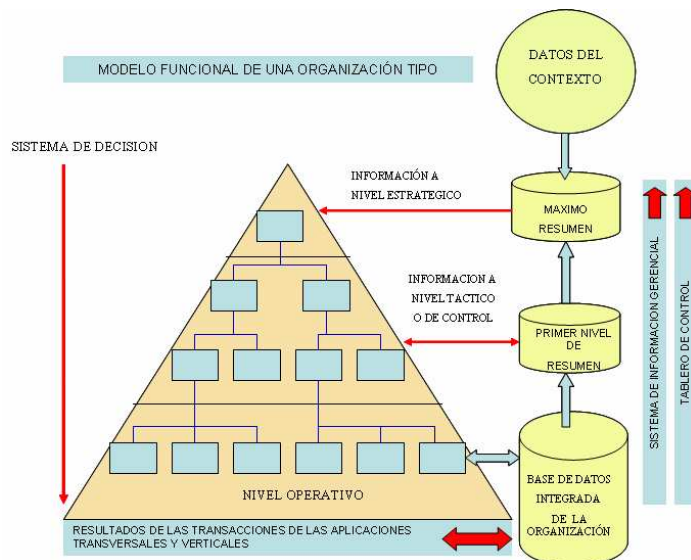 MODELO FUNCIONAL DE UNA ORGANIZACIÓN TIPO
DATOS DEL
CONTEXTO
SISTEMA DE DECISION
INFORMACIÓN A
NIVEL ESTRATEGICO
MAXIMO
RESUMEN
INFORMACION A
NIVEL TACTICO
O DE CONTROL
PRIMER NIVEL
DE
RESUMEN
SISTEMA DE INFORMACION GERENCIAL
TABLERO DE CONTROL
BASE DE DATOS
INTEGRADA
DE LA
ORGANIZACIÓN
NIVEL OPERATIVO
RESULTADOS DE LAS TRANSACCIONES DE LAS APLICACIONES
TRANSVERSALES Y VERTICALES